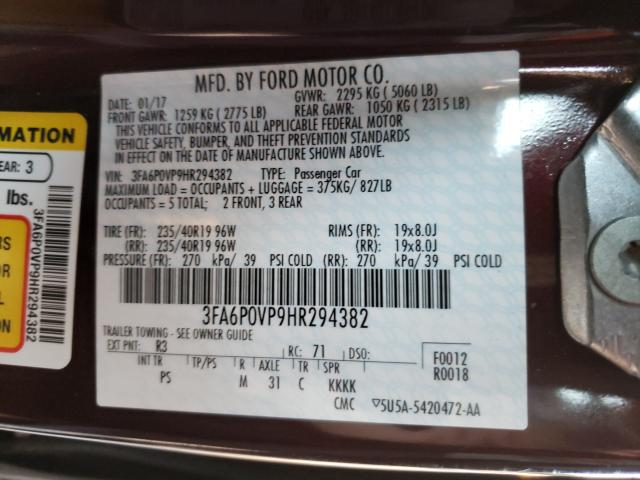 MFD. BY FORD MOTOR CO.
DATE: 01/17 GVWR: 2295 KG ( 5060 LB)
FRONT GAWR: 1259 KG ( 2775 LB) REAR GAWR: 1050 KG ( 2315 LB)
THIS VEHICLE CONFORMS TO ALL APPLICABLE FEDERAL MOTOR
VEHICLE SAFETY, BUMPER, AND THEFT PREVENTION STANDARDS
IN EFFECT ON THE DATE OF MANUFACTURE SHOWN ABOVE.
VIN: 3FA6P0VP9HR294382 TYPE: Passenger Car
MAXIMUM LOAD = OCCUPANTS + LUGGAGE = 375KG/ 827LB
OCCUPANTS = 5 TOTAL; 2 FRONT, 3 REAR
TIRE (FR): 235/40R19 96W RIMS (FR): 19x8.0J
(RR): 235/40R19 96W (RR): 19x8.0J
PRESSURE (FR): 270 kPa/ 39 PSI COLD (RR): 270 kPa/ 39 PSI COLD
3FA6P0VP9HR294382
TRAILER TOWING - SEE OWNER GUIDE
EXT PNT: R3 RC: 71 DSO: F0012
INT TR TP/PS R AXLE TR SPR R0018
PS M 31 C KKKK
CMC ▽5U5A-5420472-AA
RMATION
EAR: 3
lbs.
3FA6P0VP9HR294382
S
OR
ON